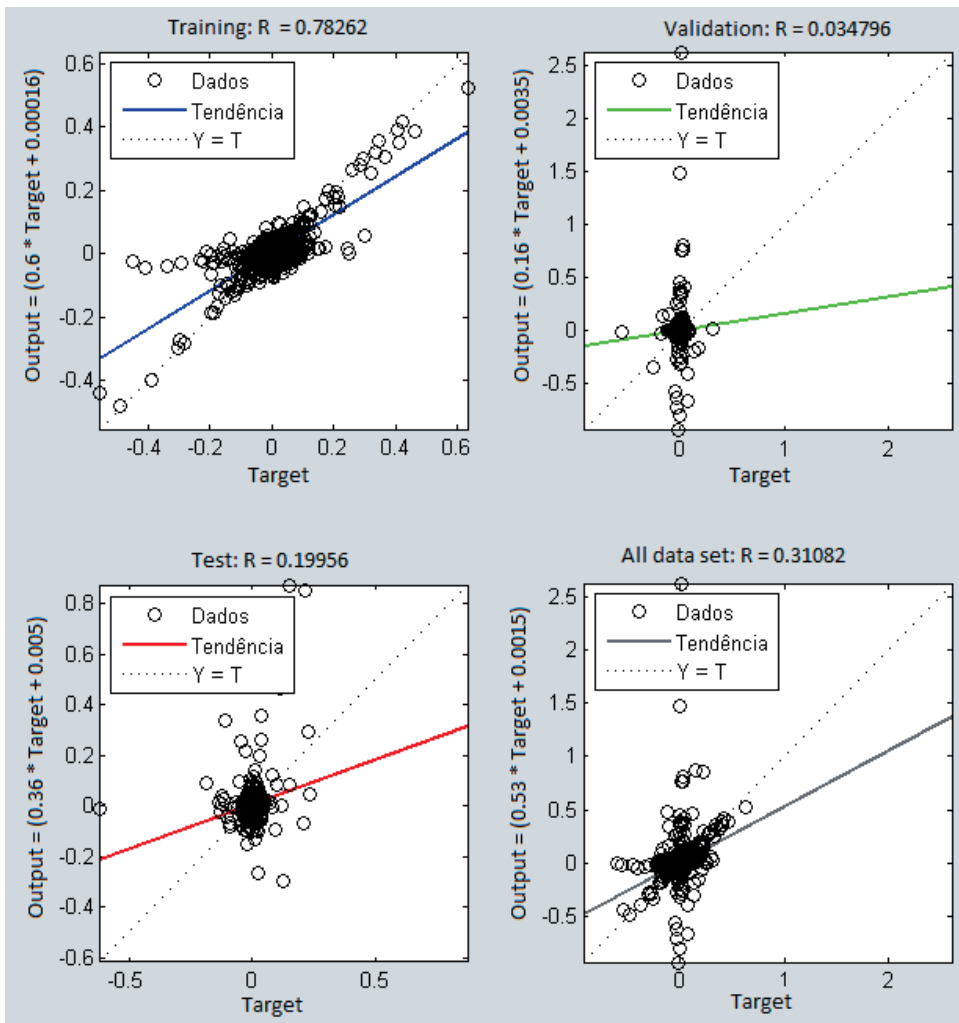 Training: R = 0.78262
Output = (0.6 * Target + 0.00016)
0.6
0.4
0.2
0
-0.2
-0.4
Dados
Tendência
Y = T
-0.4 -0.2 0 0.2 0.4 0.6
Target
Validation: R = 0.034796
Output = (0.16 * Target + 0.0035)
2.5
2
1.5
1
0.5
0
-0.5
Dados
Tendência
Y = T
0 1 2
Target
Test: R = 0.19956
Output = (0.36 * Target + 0.005)
0.8
0.6
0.4
0.2
0
-0.2
-0.4
-0.6
Dados
Tendência
Y = T
-0.5 0 0.5
Target
All data set: R = 0.31082
Output = (0.53 * Target + 0.0015)
2.5
2
1.5
1
0.5
0
-0.5
Dados
Tendência
Y = T
0 1 2
Target